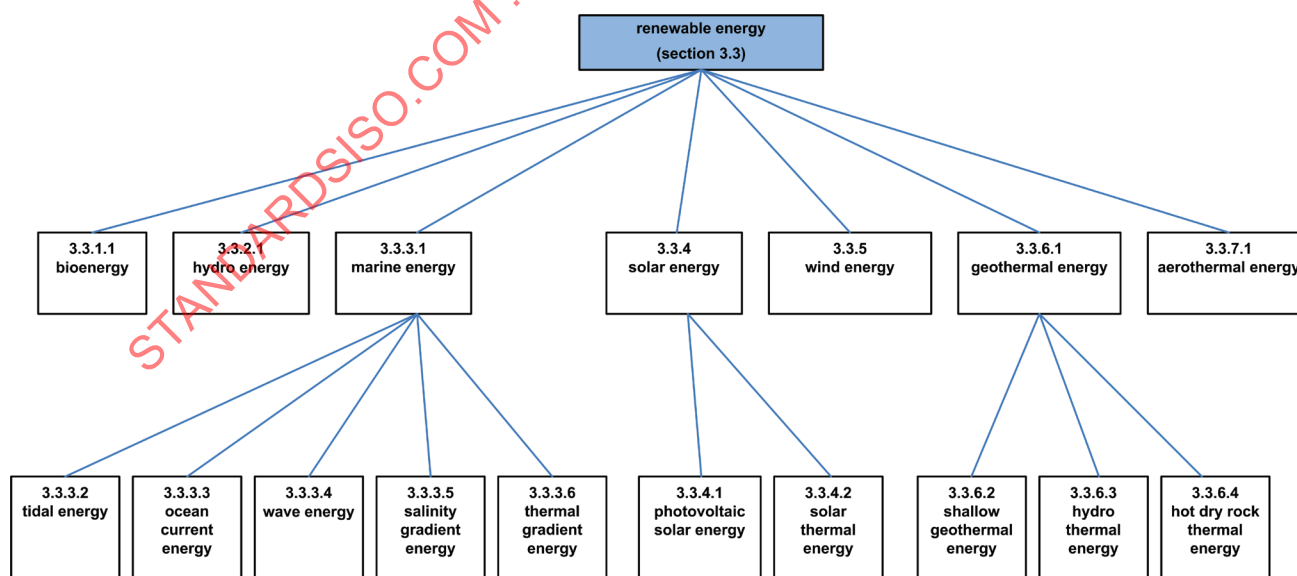 renewable energy
(section 3.3)
STANDARDSISO.COM
3.3.1.1
bioenergy
3.3.2.1
hydro energy
3.3.3.1
marine energy
3.3.4
solar energy
3.3.5
wind energy
3.3.6.1
geothermal energy
3.3.7.1
aerothermal energy
3.3.3.2
tidal energy
3.3.3.3
ocean
current
energy
3.3.3.4
wave energy
3.3.3.5
salinity
gradient
energy
3.3.3.6
thermal
gradient
energy
3.3.4.1
photovoltaic
solar energy
3.3.4.2
solar
thermal
energy
3.3.6.2
shallow
geothermal
energy
3.3.6.3
hydro
thermal
energy
3.3.6.4
hot dry rock
thermal
energy